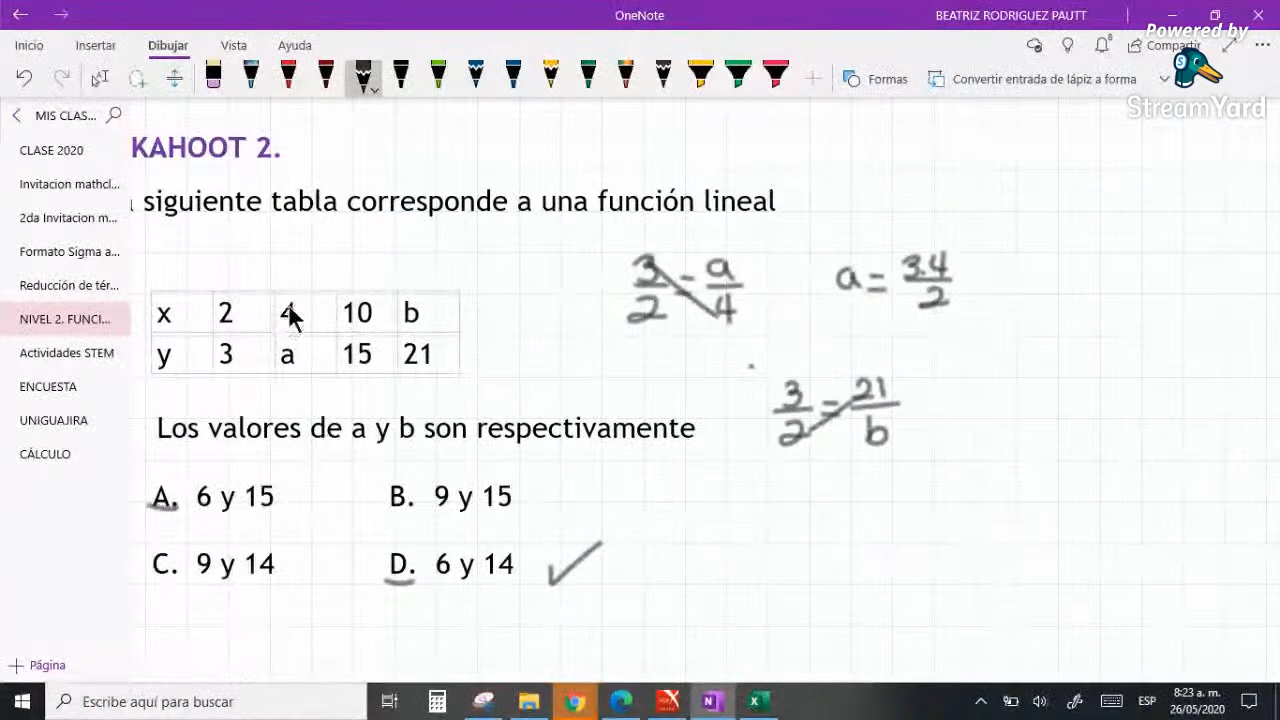 OneNote
BEATRIZ RODRIGUEZ PAUTT
Powered by
StreamYard
Inicio Insertar Dibujar Vista Ayuda
Compartir
Formas
Convertir entrada de lápiz a forma
MIS CLAS...
CLASE 2020
Invitacion mathcl...
2da Invitacion m...
Formato Sigma a...
Reducción de tér...
NIVEL 2. FUNCI...
Actividades STEM
ENCUESTA
UNIGUAJIRA
CÁLCULO
Página
KAHOOT 2.
siguiente tabla corresponde a una función lineal
x 2 4 10 b
y 3 a 15 21
3/2 = a/4
a = 3.4/2
3/2 = 21/b
Los valores de a y b son respectivamente
A. 6 y 15 B. 9 y 15
C. 9 y 14 D. 6 y 14 ✓
Escribe aquí para buscar
ESP
8:23 a. m.
26/05/2020